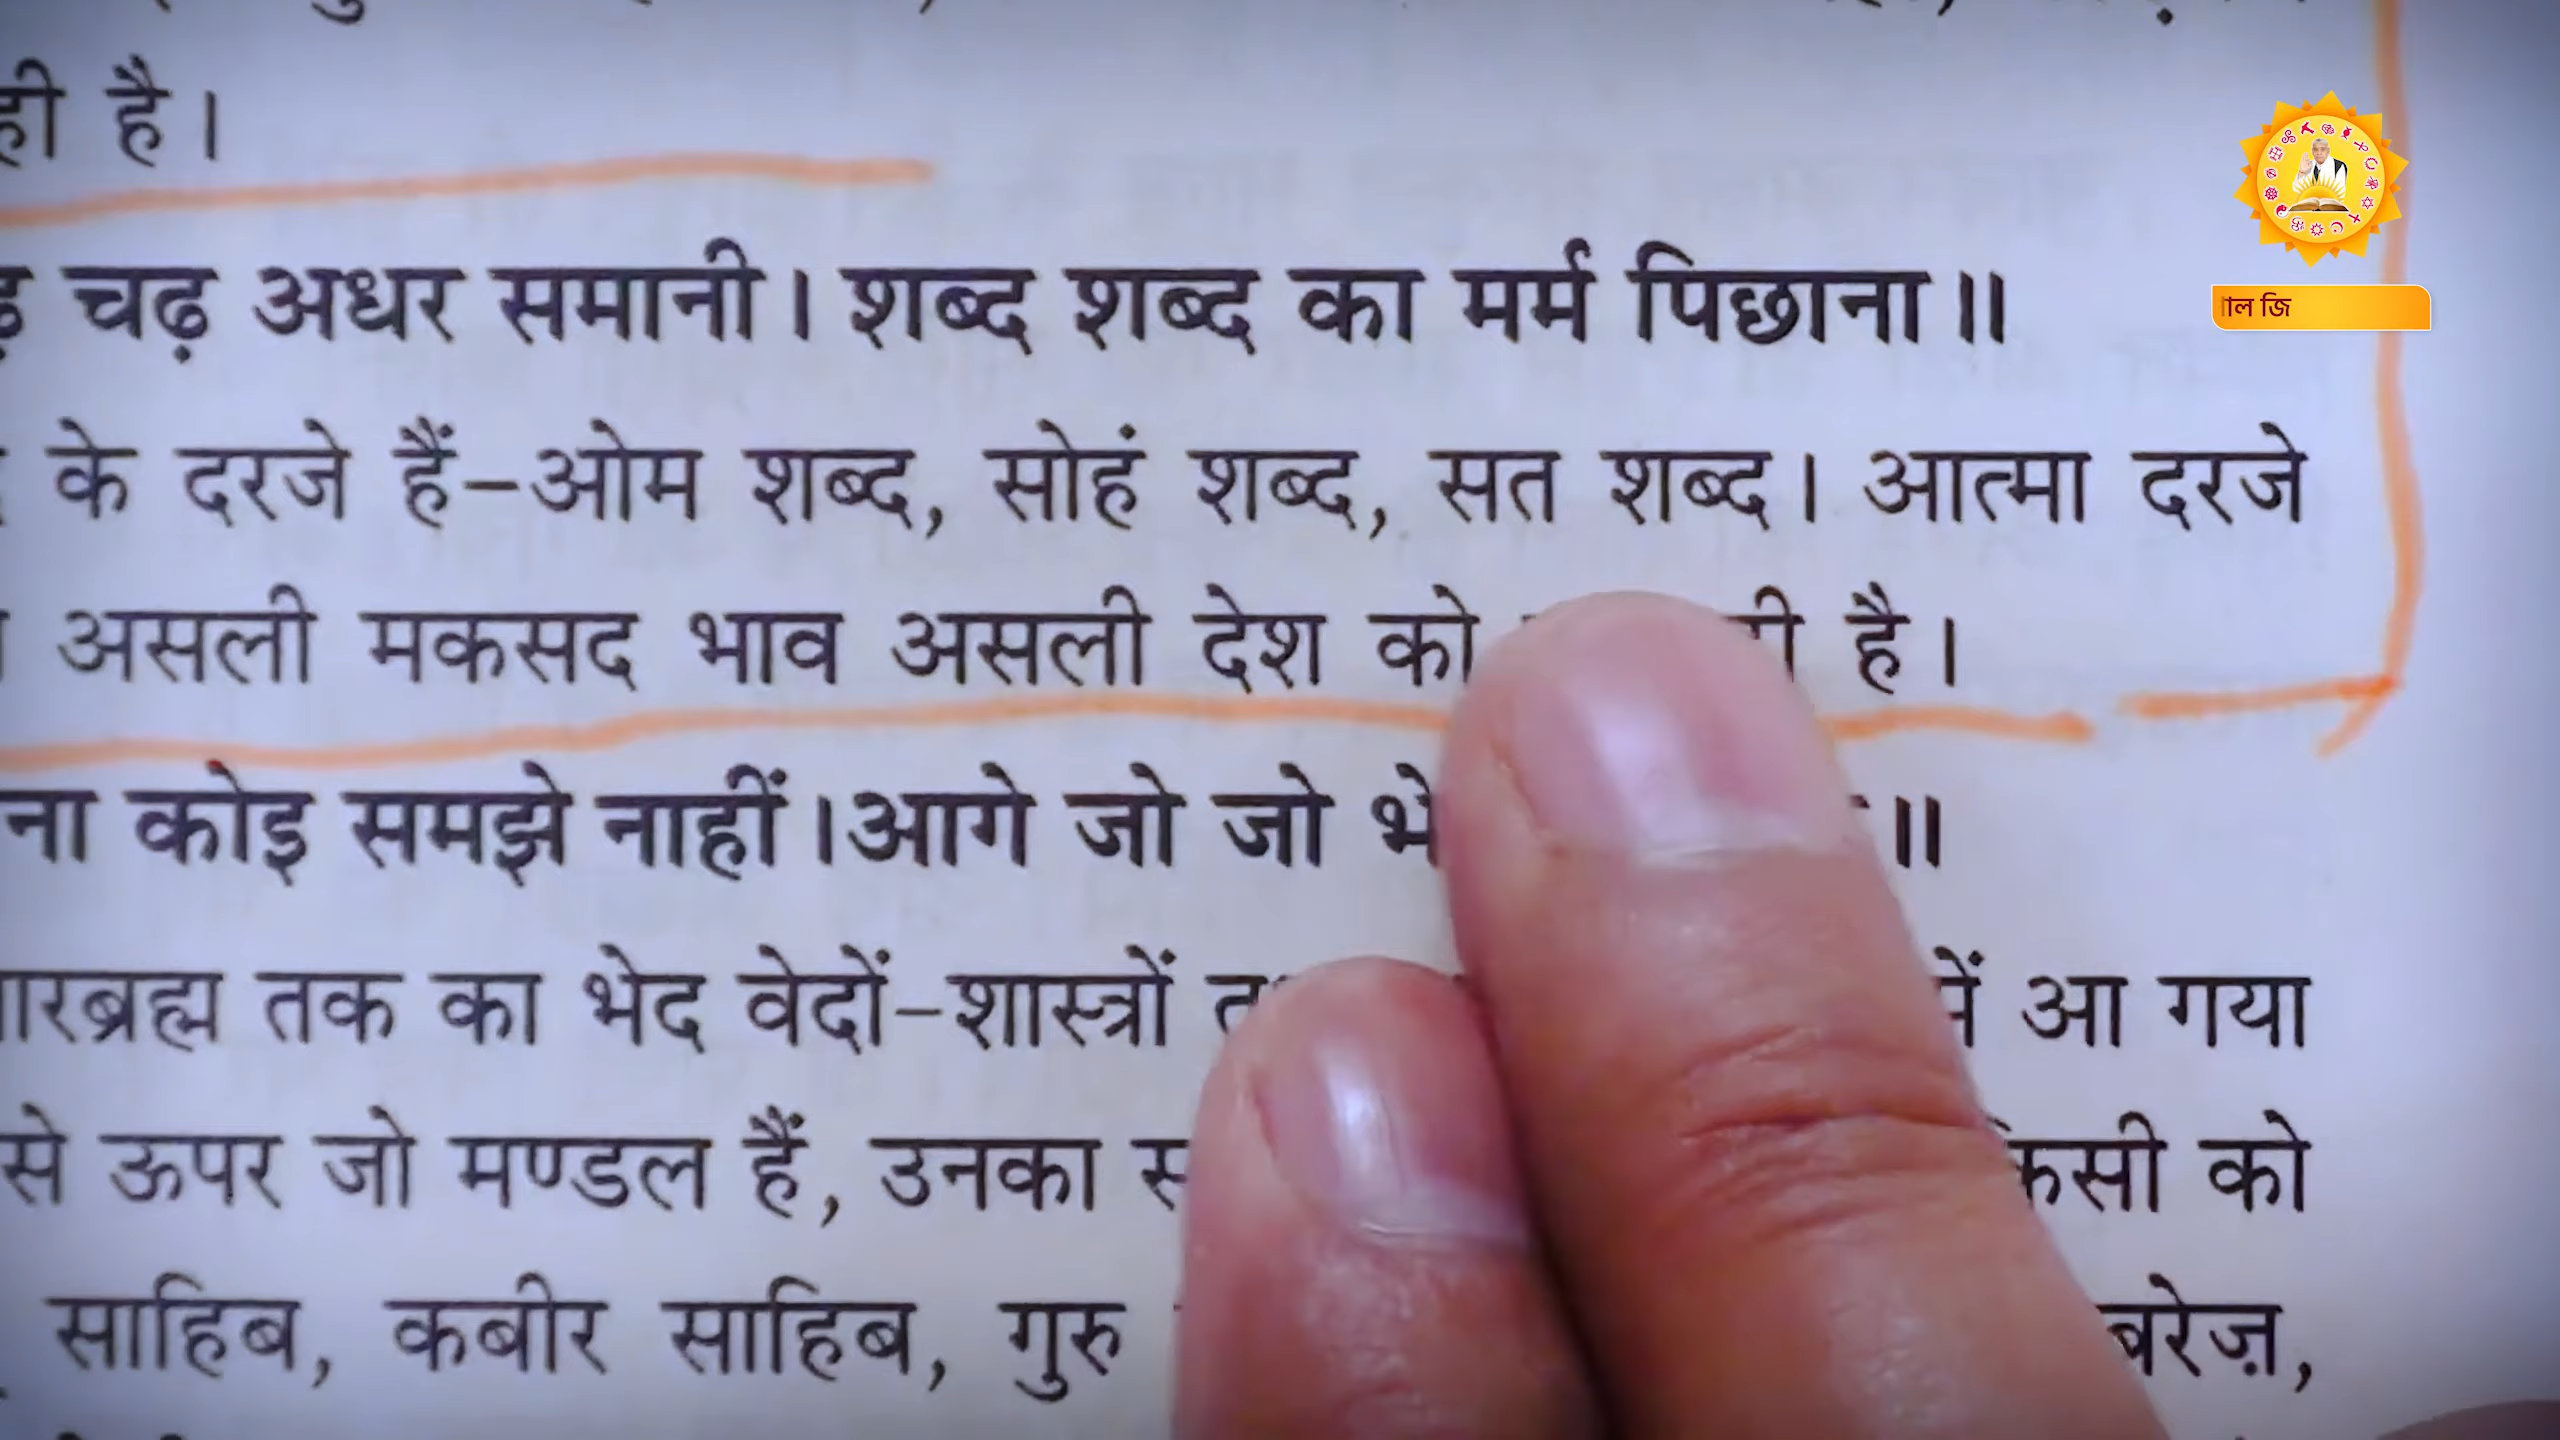 ही है।
चढ़ अधर समानी। शब्द शब्द का मर्म पिछाना॥
के दरजे हैं-ओम शब्द, सोहं शब्द, सत शब्द। आत्मा दरजे
असली मकसद भाव असली देश को है।
ना कोइ समझे नाहीं।आगे जो जो ॥
तक का भेद वेदों-शास्त्रों में आ गया
से ऊपर जो मण्डल हैं, उनका को
साहिब, कबीर साहिब, गुरु
াল জি